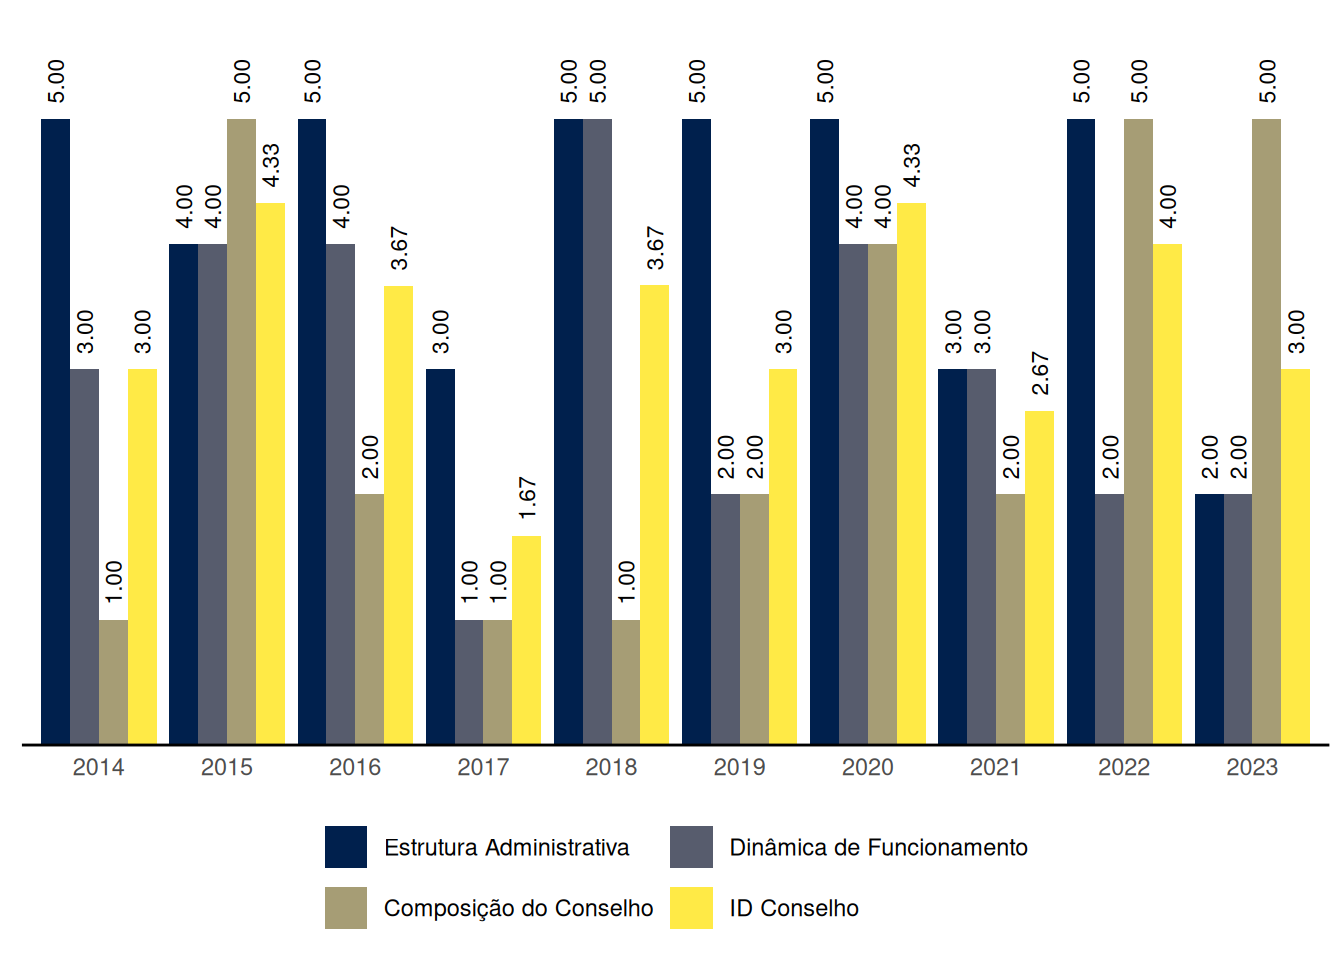 5.00 3.00 1.00 3.00 4.00 4.00 5.00 4.33 5.00 4.00 2.00 3.67 3.00 1.00 1.00 1.67 5.00 5.00 1.00 3.67 5.00 2.00 2.00 3.00 5.00 4.00 4.00 4.33 3.00 3.00 2.00 2.67 5.00 2.00 5.00 4.00 2.00 2.00 5.00 3.00
2014 2015 2016 2017 2018 2019 2020 2021 2022 2023
Estrutura Administrativa Dinâmica de Funcionamento
Composição do Conselho ID Conselho